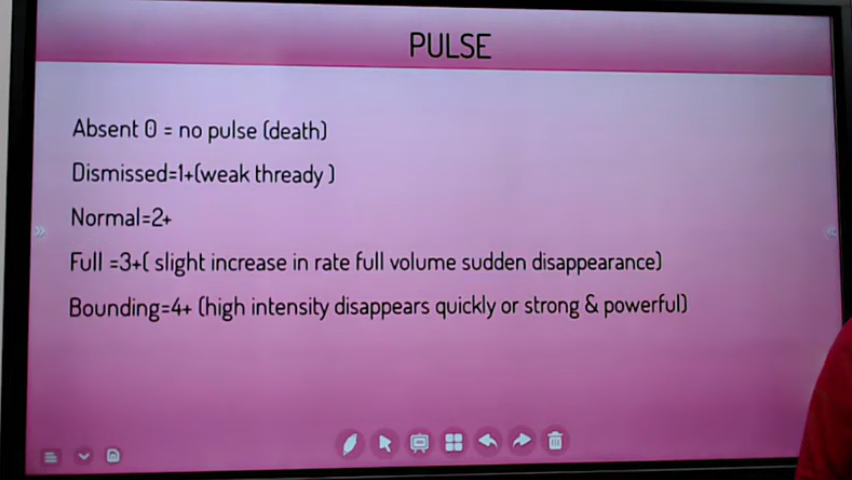 PULSE
Absent 0 = no pulse (death)
Dismissed=1+(weak thready )
Normal=2+
Full =3+( slight increase in rate full volume sudden disappearance)
Bounding=4+ (high intensity disappears quickly or strong & powerful)